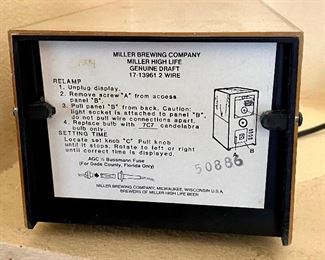 MILLER BREWING COMPANY
MILLER HIGH LIFE
GENUINE DRAFT
17-13961 2 WIRE
RELAMP
1. Unplug display.
2. Remove screw "A" from access
panel "B".
3. Pull panel "B" from back. Caution:
light socket is attached to panel "B",
do not pull wire connections apart.
4. Replace bulb with 7C7 candelabra
bulb only.
SETTING TIME
Locate set knob "C" Pull knob
until it stops. Rotate to left or right
until correct time is displayed.
AGC ⅛ Bussmann Fuse
(For Dade County, Florida Only)
50886
MILLER BREWING COMPANY, MILWAUKEE, WISCONSIN U.S.A.
BREWERS OF MILLER HIGH LIFE BEER